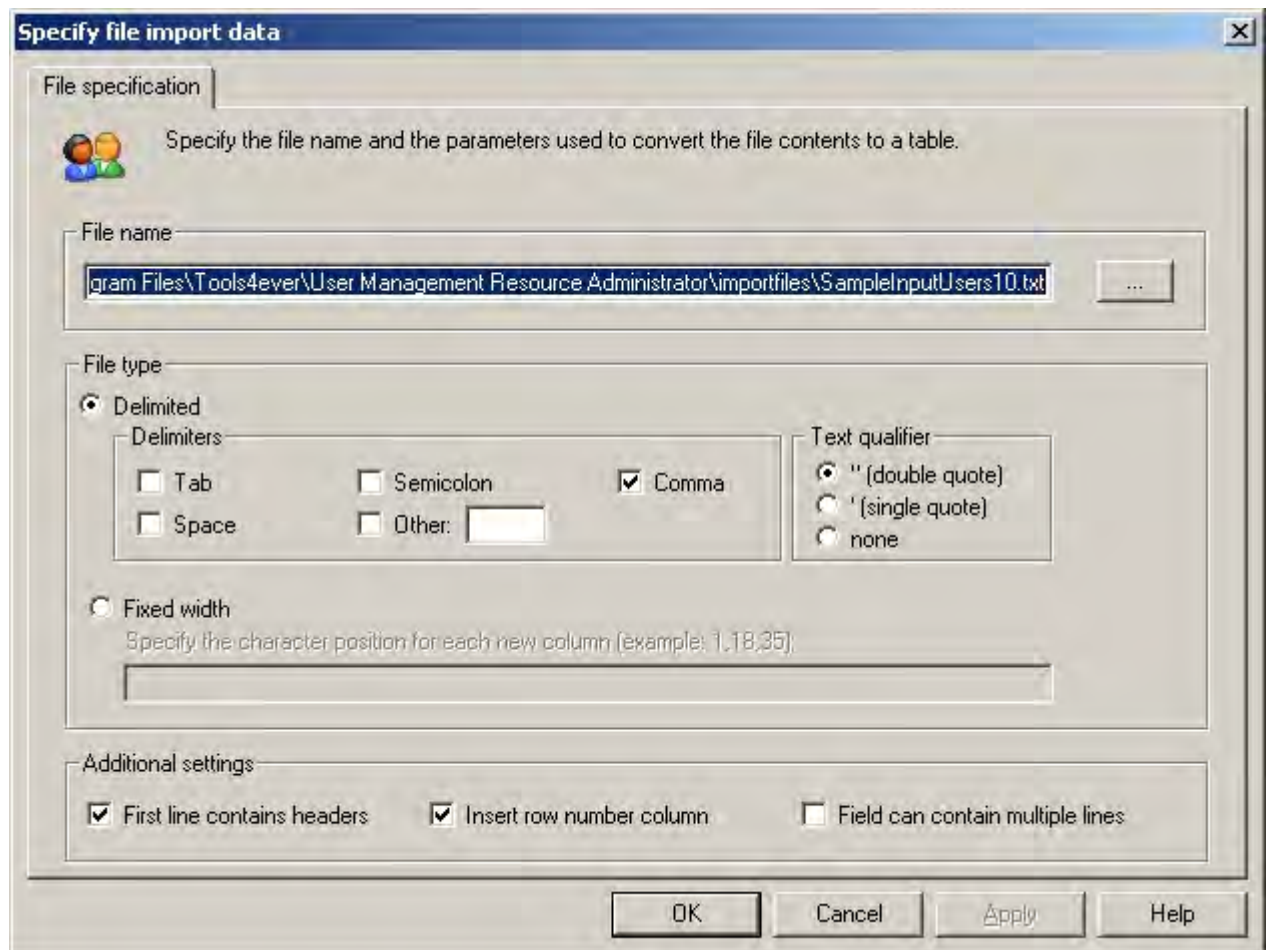 Specify file import data
File specification
Specify the file name and the parameters used to convert the file contents to a table.
File name
gram Files\Tools4ever\User Management Resource Administrator\importfiles\SampleInputUsers10.txt
...
File type
Delimited
Delimiters
Text qualifier
Tab
Semicolon
Comma
" (double quote)
Space
Other:
' (single quote)
none
Fixed width
Specify the character position for each new column (example: 1,18,35);
Additional settings
First line contains headers
Insert row number column
Field can contain multiple lines
OK
Cancel
Apply
Help